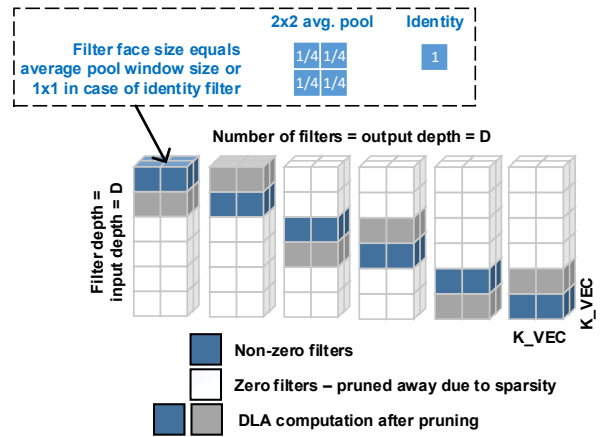 2x2 avg. pool
Identity
Filter face size equals
average pool window size or
1x1 in case of identity filter
1/4 1/4
1/4 1/4
1
Number of filters = output depth = D
Filter depth =
input depth = D
K_VEC
K_VEC
Non-zero filters
Zero filters – pruned away due to sparsity
DLA computation after pruning